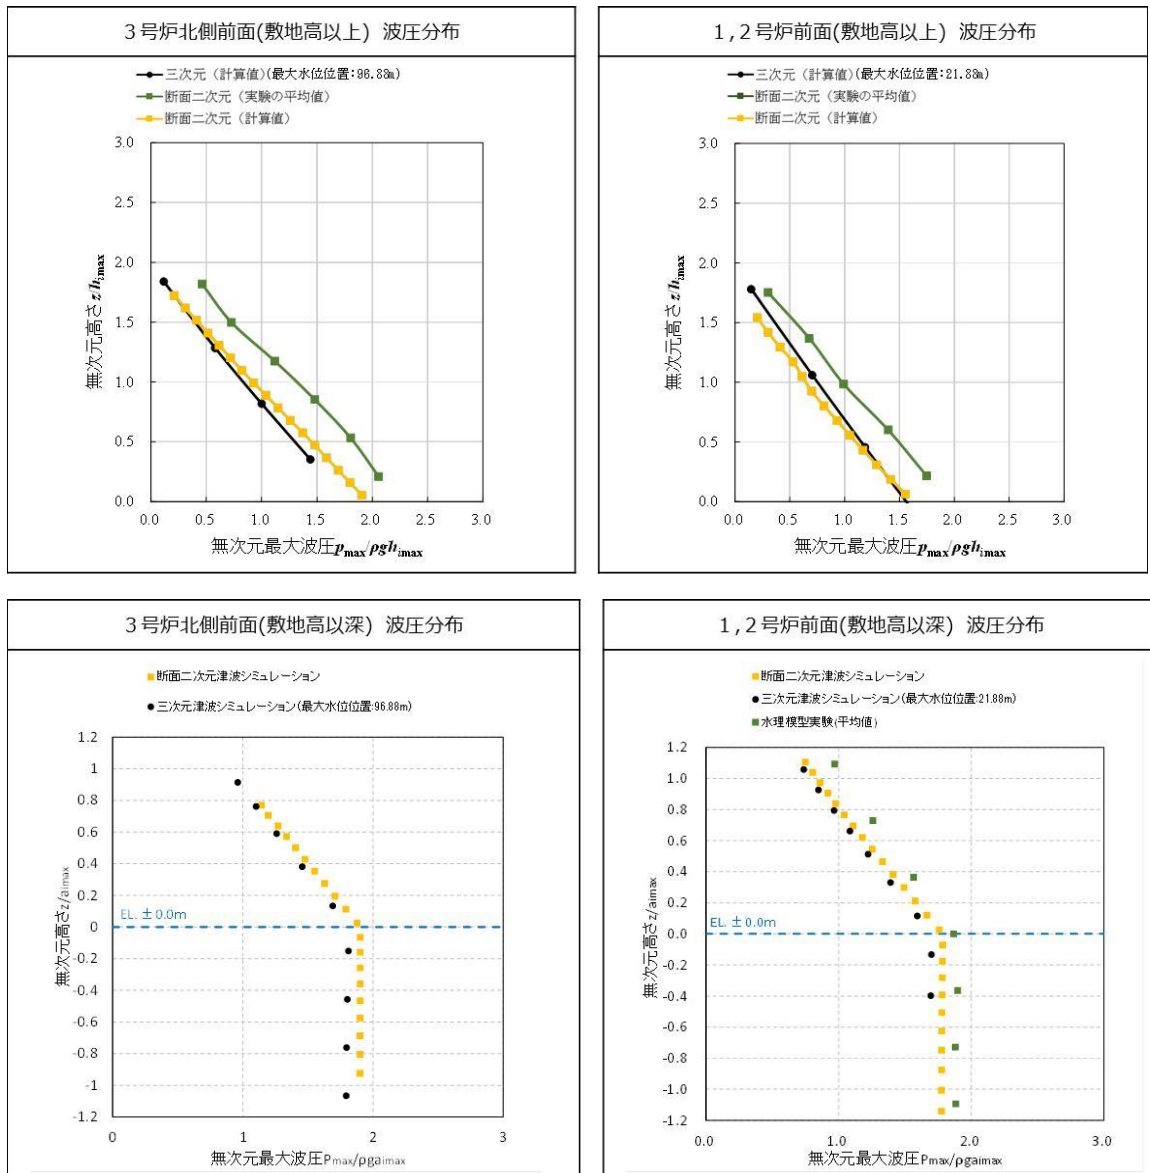 3号炉北側前面(敷地高以上) 波圧分布
三次元（計算値）(最大水位位置：96.88m)
断面二次元（実験の平均値）
断面二次元（計算値）
3.0
2.5
2.0
1.5
1.0
0.5
0.0
無次元高さ z/h_imax
0.0 0.5 1.0 1.5 2.0 2.5 3.0
無次元最大波圧 p_max/ρgh_imax
1,2号炉前面(敷地高以上) 波圧分布
三次元（計算値）(最大水位位置：21.88m)
断面二次元（実験の平均値）
断面二次元（計算値）
3.0
2.5
2.0
1.5
1.0
0.5
0.0
無次元高さ z/h_imax
0.0 0.5 1.0 1.5 2.0 2.5 3.0
無次元最大波圧 p_max/ρgh_imax
3号炉北側前面(敷地高以深) 波圧分布
断面二次元津波シミュレーション
三次元津波シミュレーション(最大水位位置:96.88m)
1.2
1
0.8
0.6
0.4
0.2
0
-0.2
-0.4
-0.6
-0.8
-1
-1.2
EL. ±0.0m
無次元高さ z/aimax
0 1 2 3
無次元最大波圧 Pmax/ρgaimax
1,2号炉前面(敷地高以深) 波圧分布
断面二次元津波シミュレーション
三次元津波シミュレーション(最大水位位置:21.88m)
水理模型実験(平均値)
1.2
1.0
0.8
0.6
0.4
0.2
0.0
-0.2
-0.4
-0.6
-0.8
-1.0
-1.2
EL. ±0.0m
無次元高さ z/aimax
0.0 1.0 2.0 3.0
無次元最大波圧 Pmax/ρgaimax